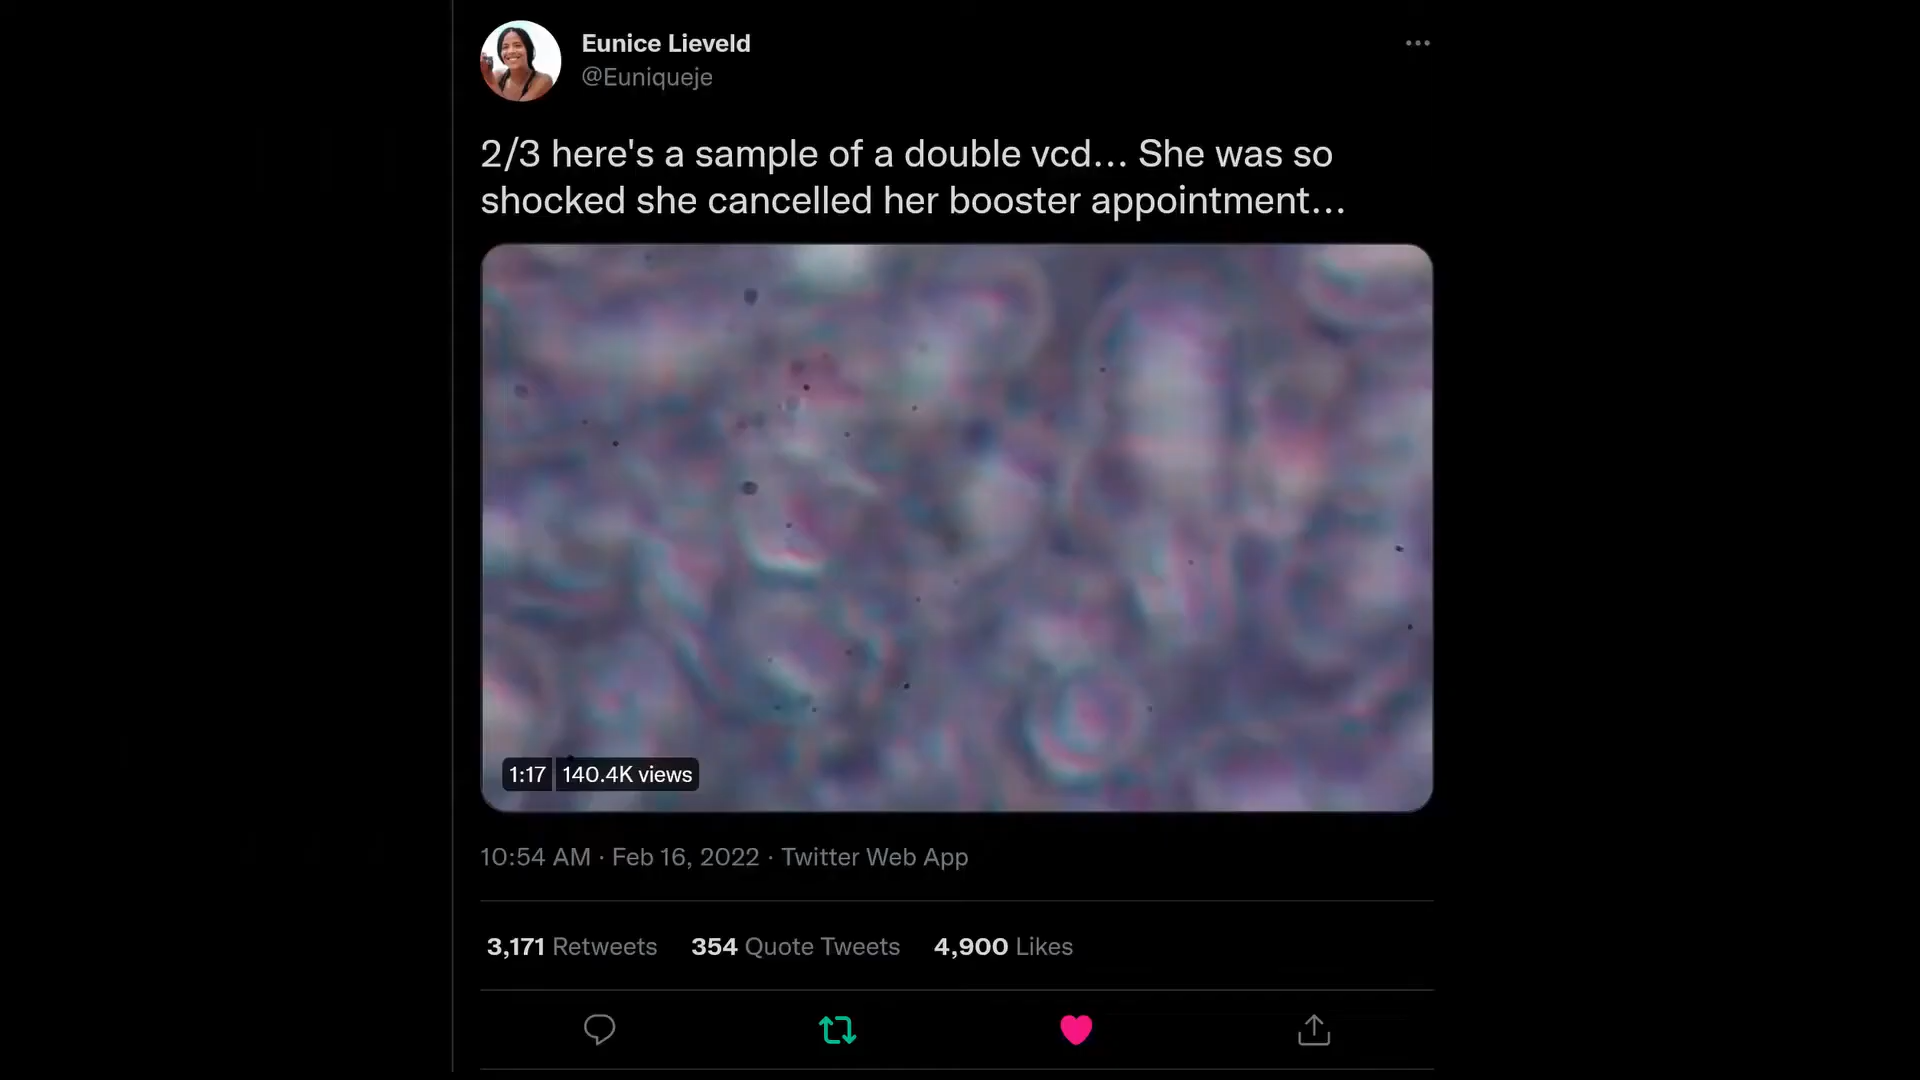 Eunice Lieveld
@Euniqueje
2/3 here's a sample of a double vcd... She was so
shocked she cancelled her booster appointment...
1:17 140.4K views
10:54 AM · Feb 16, 2022 · Twitter Web App
3,171 Retweets 354 Quote Tweets 4,900 Likes